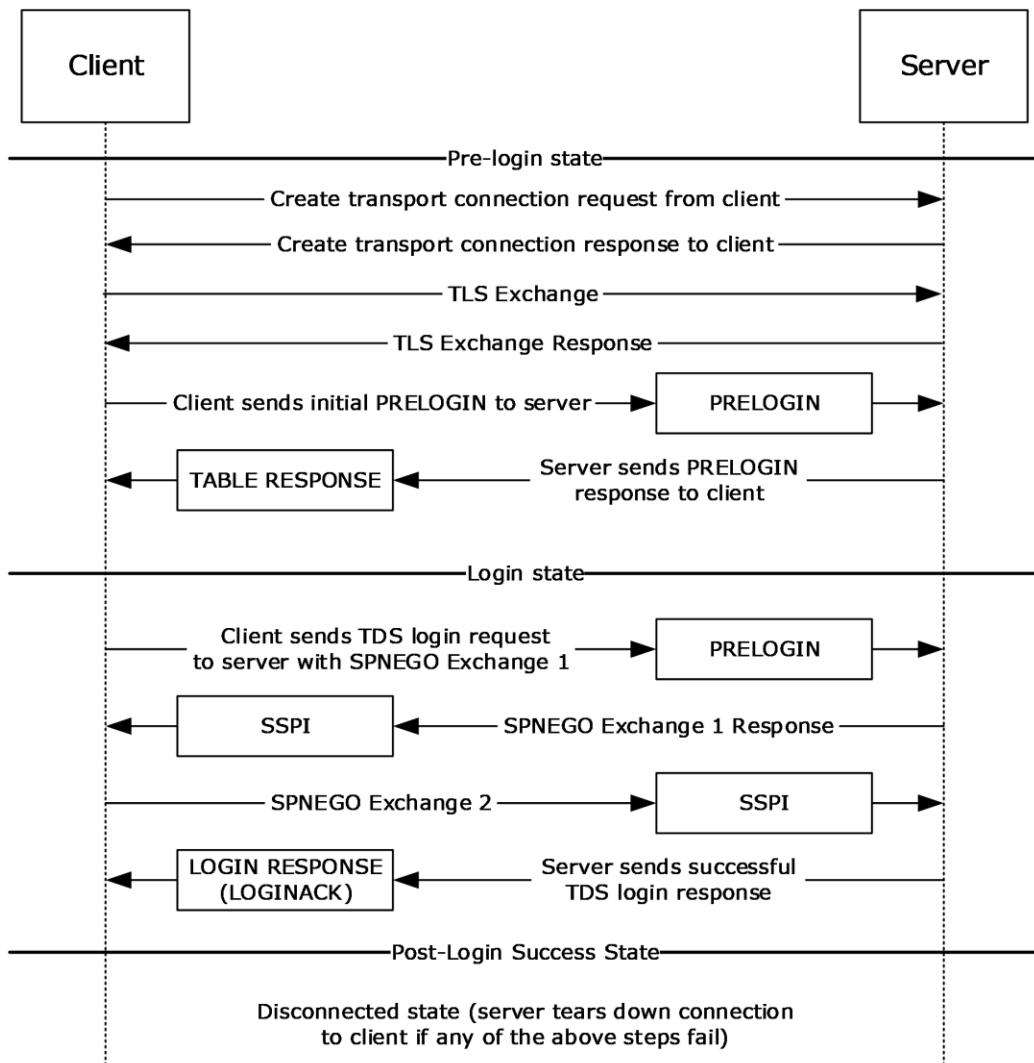 Client
Server
Pre-login state
Create transport connection request from client
Create transport connection response to client
TLS Exchange
TLS Exchange Response
Client sends initial PRELOGIN to server
PRELOGIN
TABLE RESPONSE
Server sends PRELOGIN
response to client
Login state
Client sends TDS login request
to server with SPNEGO Exchange 1
PRELOGIN
SSPI
SPNEGO Exchange 1 Response
SPNEGO Exchange 2
SSPI
LOGIN RESPONSE
(LOGINACK)
Server sends successful
TDS login response
Post-Login Success State
Disconnected state (server tears down connection
to client if any of the above steps fail)